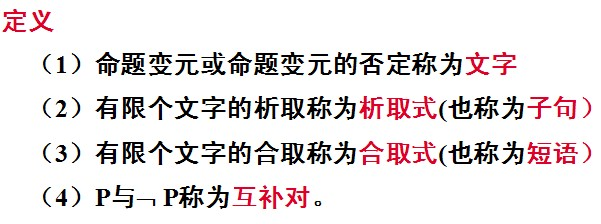 定义
（1）命题变元或命题变元的否定称为文字
（2）有限个文字的析取称为析取式(也称为子句）
（3）有限个文字的合取称为合取式(也称为短语）
（4）P与¬ P称为互补对。